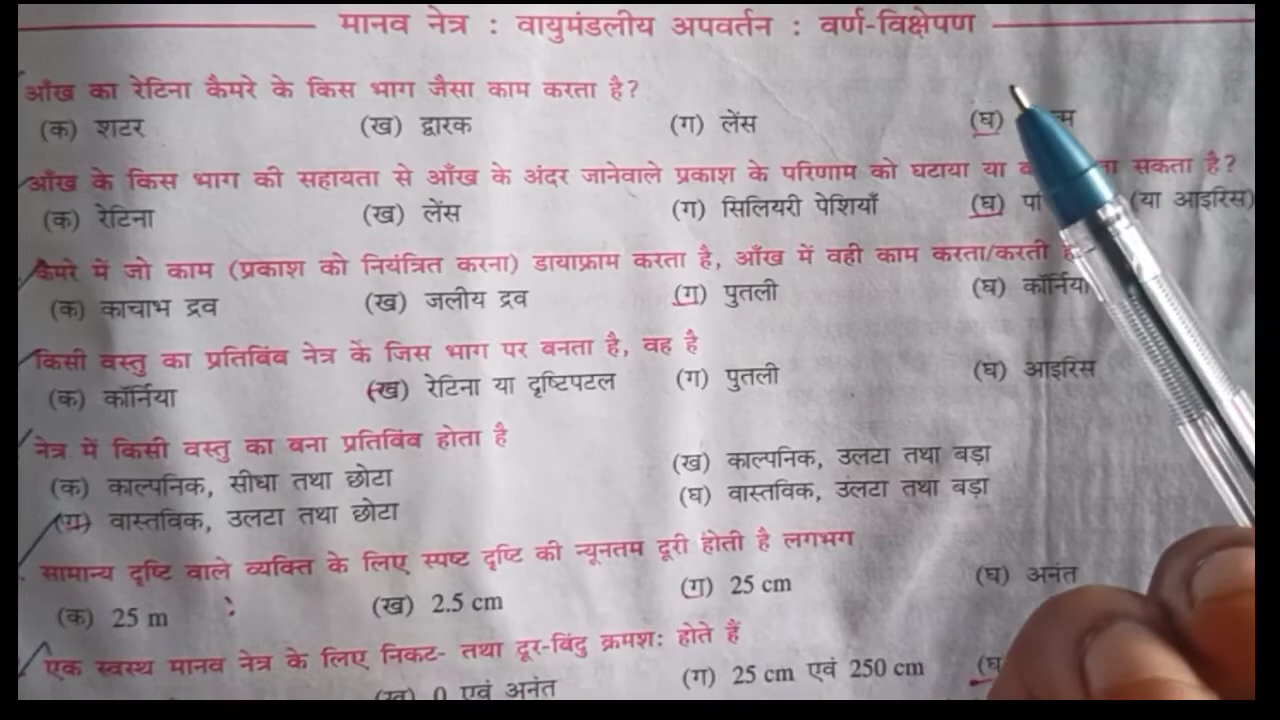 मानव नेत्र : वायुमंडलीय अपवर्तन : वर्ण-विक्षेपण
आँख का रेटिना कैमरे के किस भाग जैसा काम करता है?
(क) शटर (ख) द्वारक (ग) लेंस (घ)
आँख के किस भाग की सहायता से आँख के अंदर जानेवाले प्रकाश के परिणाम को घटाया या सकता है?
(क) रेटिना (ख) लेंस (ग) सिलियरी पेशियाँ (घ) (या आइरिस)
कैमरे में जो काम (प्रकाश को नियंत्रित करना) डायाफ्राम करता है, आँख में वही काम करता/करती
(क) काचाभ द्रव (ख) जलीय द्रव (ग) पुतली (घ) कॉर्निया
किसी वस्तु का प्रतिबिंब नेत्र के जिस भाग पर बनता है, वह है
(क) कॉर्निया (ख) रेटिना या दृष्टिपटल (ग) पुतली (घ) आइरिस
नेत्र में किसी वस्तु का बना प्रतिबिंब होता है
(क) काल्पनिक, सीधा तथा छोटा (ख) काल्पनिक, उलटा तथा बड़ा
(ग) वास्तविक, उलटा तथा छोटा (घ) वास्तविक, उलटा तथा बड़ा
सामान्य दृष्टि वाले व्यक्ति के लिए स्पष्ट दृष्टि की न्यूनतम दूरी होती है लगभग
(क) 25 m (ख) 2.5 cm (ग) 25 cm (घ) अनंत
एक स्वस्थ मानव नेत्र के लिए निकट- तथा दूर-बिंदु क्रमशः होते हैं
(ख) 0 एवं अनंत (ग) 25 cm एवं 250 cm (घ